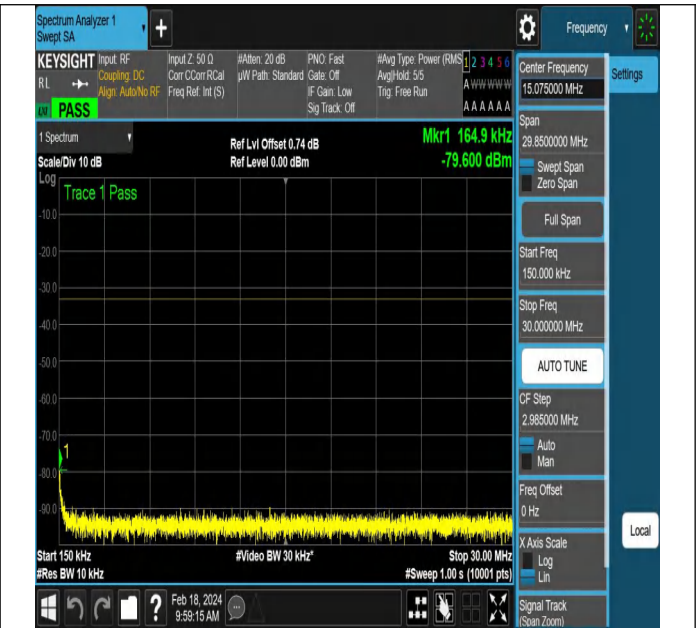 Spectrum Analyzer 1
Swept SA
Frequency
KEYSIGHT
RL
PASS
Input: RF
Coupling: DC
Align: Auto/No RF
Input Z: 50 Ω
Corr CCorr RCal
Freq Ref: Int (S)
#Atten: 20 dB
µW Path: Standard
PNO: Fast
Gate: Off
IF Gain: Low
Sig Track: Off
#Avg Type: Power (RMS
Avg|Hold: 5/5
Trig: Free Run
1 2 3 4 5 6
A W W W W W
A A A A A A
1 Spectrum
Scale/Div 10 dB
Ref Lvl Offset 0.74 dB
Ref Level 0.00 dBm
Mkr1 164.9 kHz
-79.600 dBm
Log
Trace 1 Pass
-10.0
-20.0
-30.0
-40.0
-50.0
-60.0
-70.0
1
-80.0
-90.0
Start 150 kHz
#Res BW 10 kHz
#Video BW 30 kHz*
Stop 30.00 MHz
#Sweep 1.00 s (10001 pts)
?
Feb 18, 2024
9:59:15 AM
Center Frequency
15.075000 MHz
Settings
Span
29.8500000 MHz
Swept Span
Zero Span
Full Span
Start Freq
150.000 kHz
Stop Freq
30.000000 MHz
AUTO TUNE
CF Step
2.985000 MHz
Auto
Man
Freq Offset
0 Hz
X Axis Scale
Log
Lin
Local
Signal Track
(Span Zoom)